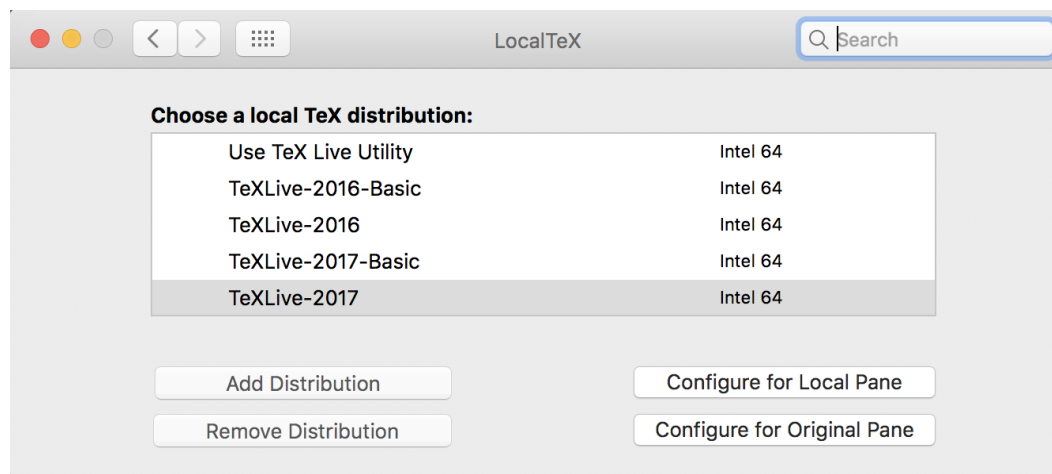 LocalTeX
Search
Choose a local TeX distribution:
Use TeX Live Utility Intel 64
TeXLive-2016-Basic Intel 64
TeXLive-2016 Intel 64
TeXLive-2017-Basic Intel 64
TeXLive-2017 Intel 64
Add Distribution Configure for Local Pane
Remove Distribution Configure for Original Pane